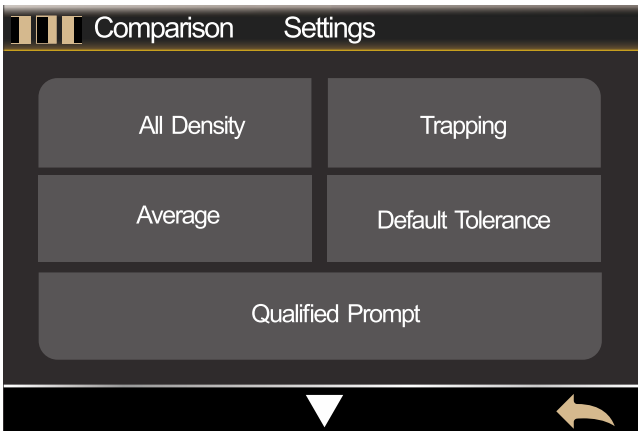 Comparison Settings
All Density
Trapping
Average
Default Tolerance
Qualified Prompt